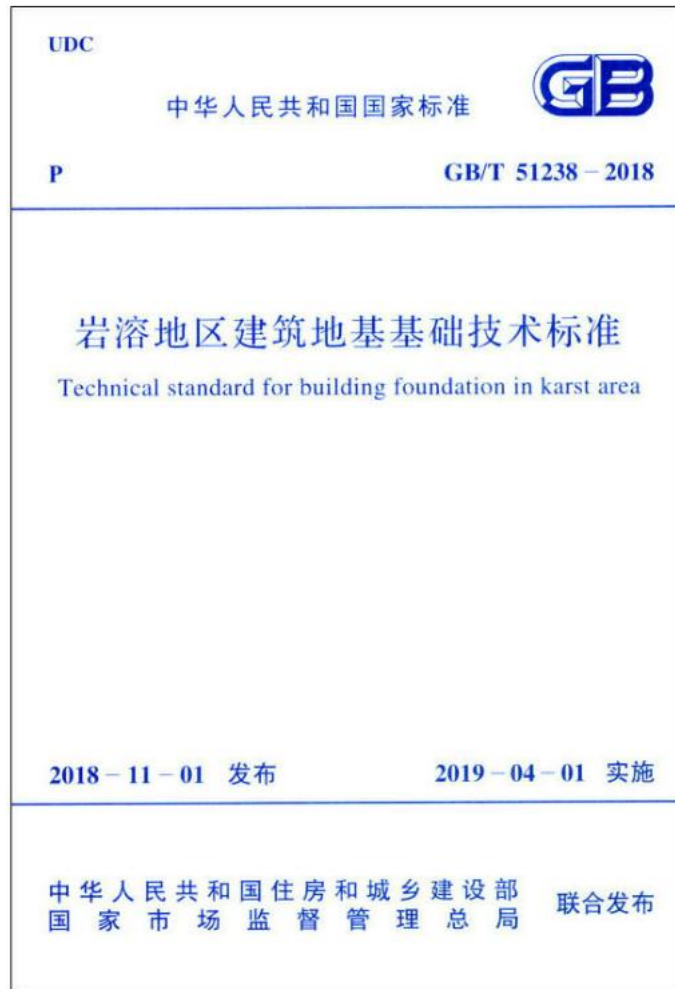 UDC
GB
中华人民共和国国家标准
P
GB/T 51238－2018
岩溶地区建筑地基基础技术标准
Technical standard for building foundation in karst area
2018－11－01 发布
2019－04－01 实施
中华人民共和国住房和城乡建设部
国家市场监督管理总局
联合发布